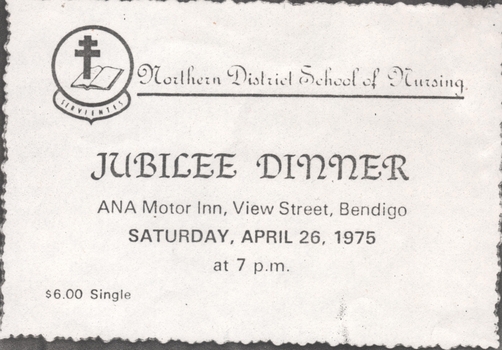 Northern District School of Nursing.
SERVIENTES
JUBILEE DINNER
ANA Motor Inn, View Street, Bendigo
SATURDAY, APRIL 26, 1975
at 7 p.m.
$6.00 Single